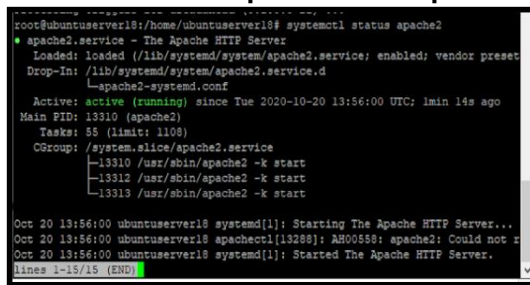 root@ubuntuserver18:/home/ubuntuserver18# systemctl status apache2
● apache2.service - The Apache HTTP Server
Loaded: loaded (/lib/systemd/system/apache2.service; enabled; vendor preset
Drop-In: /lib/systemd/system/apache2.service.d
└─apache2-systemd.conf
Active: active (running) since Tue 2020-10-20 13:56:00 UTC; 1min 14s ago
Main PID: 13310 (apache2)
Tasks: 55 (limit: 1108)
CGroup: /system.slice/apache2.service
├─13310 /usr/sbin/apache2 -k start
├─13312 /usr/sbin/apache2 -k start
└─13313 /usr/sbin/apache2 -k start
Oct 20 13:56:00 ubuntuserver18 systemd[1]: Starting The Apache HTTP Server...
Oct 20 13:56:00 ubuntuserver18 apachectl[13288]: AH00558: apache2: Could not r
Oct 20 13:56:00 ubuntuserver18 systemd[1]: Started The Apache HTTP Server.
lines 1-15/15 (END)